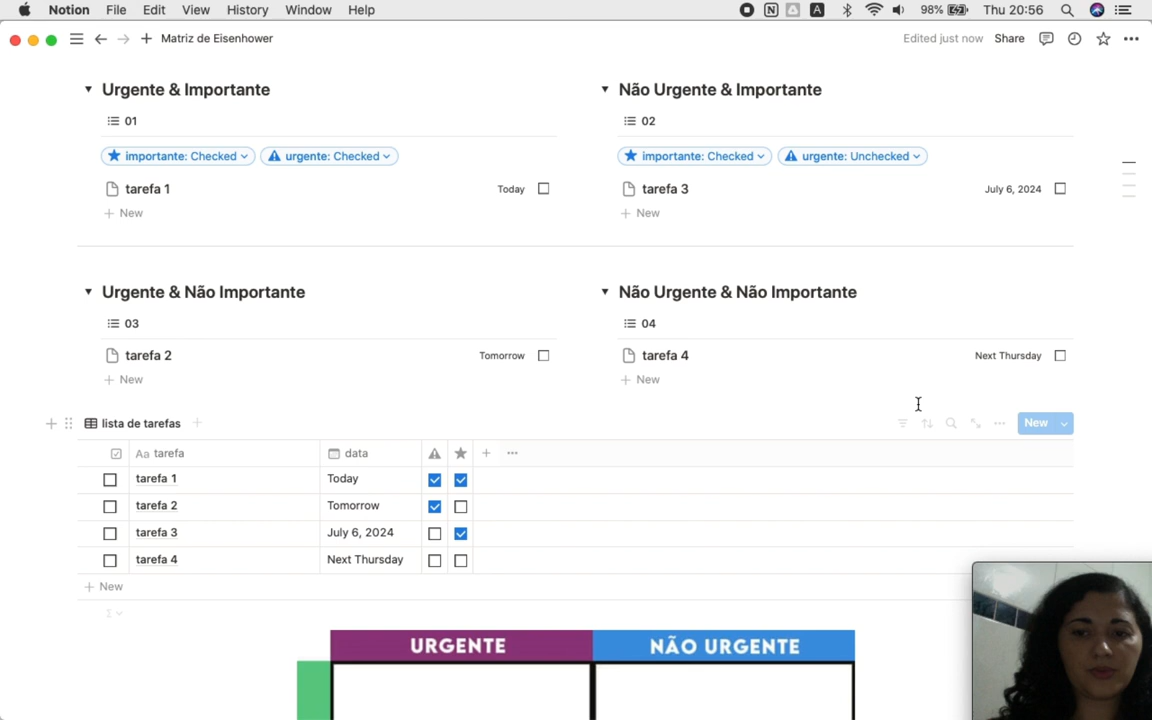 Notion File Edit View History Window Help 98% Thu 20:56
Matriz de Eisenhower Edited just now Share
Urgente & Importante
01
importante: Checked urgente: Checked
tarefa 1 Today
+ New
Não Urgente & Importante
02
importante: Checked urgente: Unchecked
tarefa 3 July 6, 2024
+ New
Urgente & Não Importante
03
tarefa 2 Tomorrow
+ New
Não Urgente & Não Importante
04
tarefa 4 Next Thursday
+ New
lista de tarefas New
Aa tarefa data
tarefa 1 Today
tarefa 2 Tomorrow
tarefa 3 July 6, 2024
tarefa 4 Next Thursday
+ New
URGENTE NÃO URGENTE